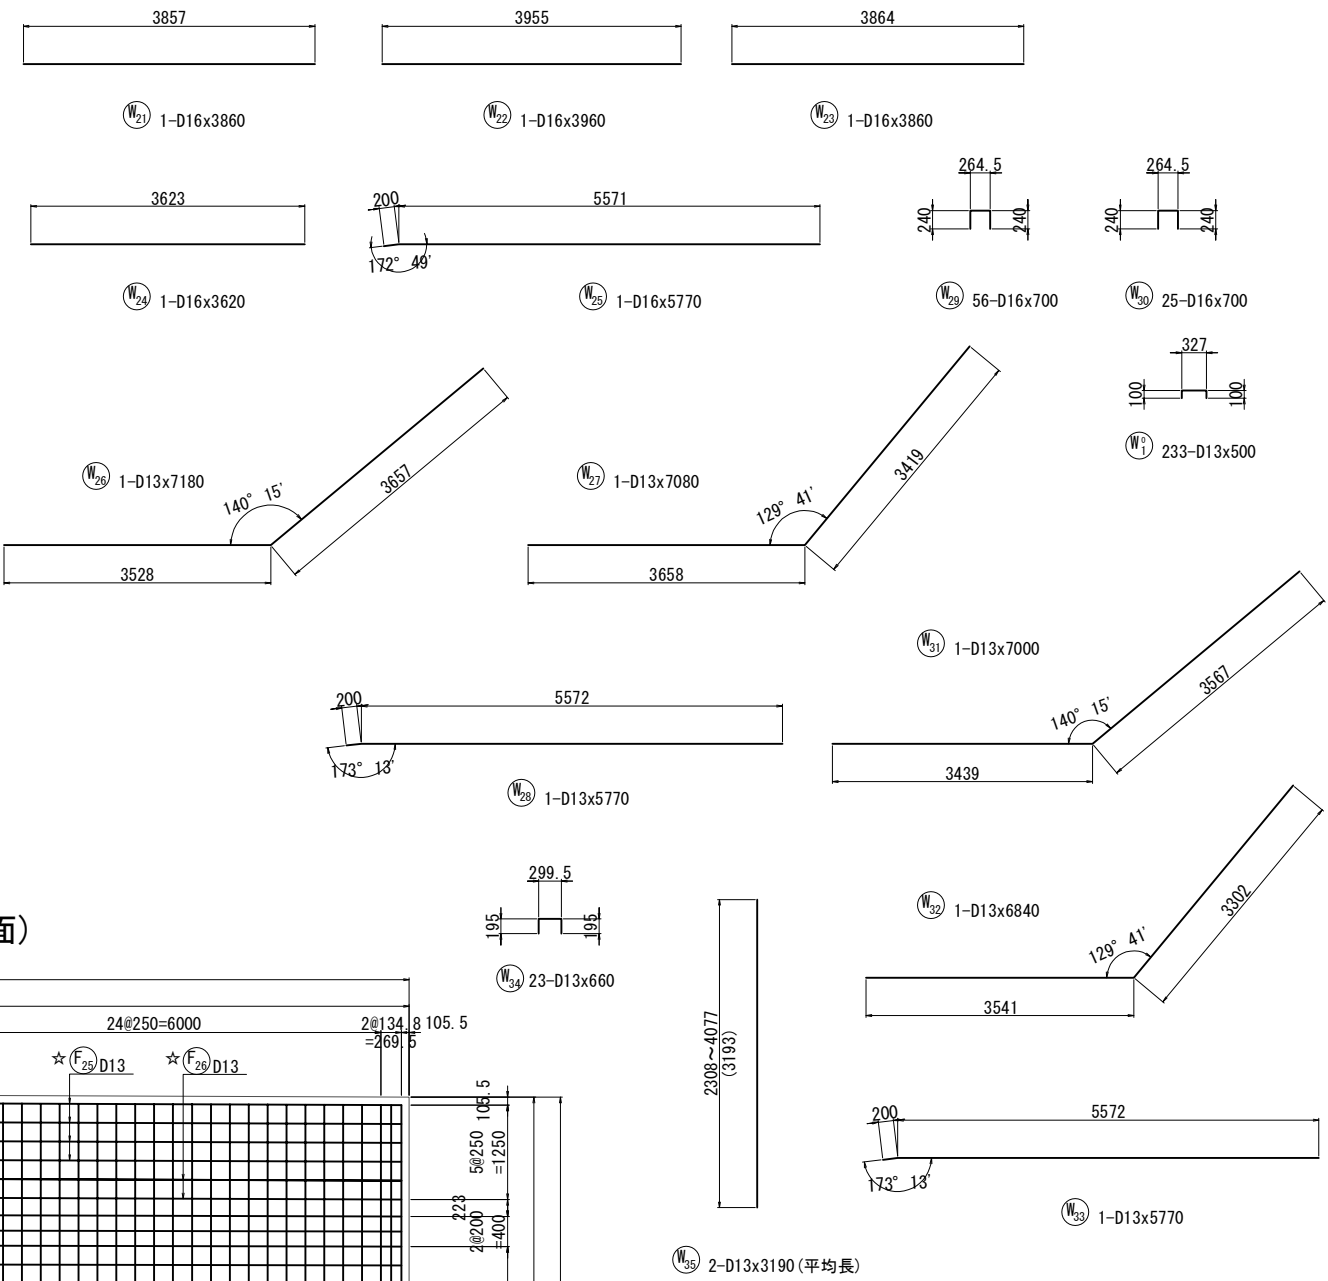 3857
3955
3864
W21 1-D16x3860
W22 1-D16x3960
W23 1-D16x3860
3623
200
5571
172° 49'
264.5
240
240
264.5
240
240
W24 1-D16x3620
W25 1-D16x5770
W29 56-D16x700
W30 25-D16x700
327
100
100
W1 0 233-D13x500
W26 1-D13x7180
140° 15'
3657
3528
W27 1-D13x7080
129° 41'
3419
3658
W31 1-D13x7000
140° 15'
3567
3439
200
5572
173° 13'
W28 1-D13x5770
299.5
195
195
W34 23-D13x660
W32 1-D13x6840
129° 41'
3302
3541
面)
24@250=6000
2@134.8
=269.5
105.5
☆F25 D13
☆F26 D13
105.5
5@250
=1250
223
2@200
=400
2308～4077
(3193)
W35 2-D13x3190(平均長)
200
5572
173° 13'
W33 1-D13x5770